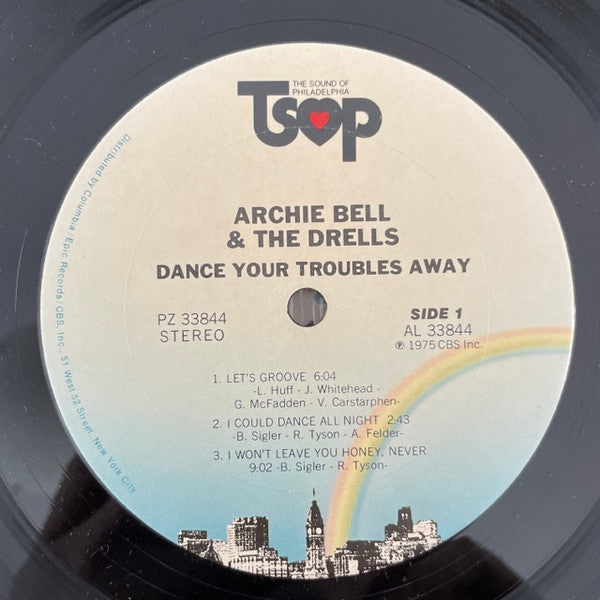 THE SOUND OF
PHILADELPHIA
TSOP
ARCHIE BELL
& THE DRELLS
DANCE YOUR TROUBLES AWAY
PZ 33844
STEREO
SIDE 1
AL 33844
℗ 1975 CBS Inc.
1. LET'S GROOVE 6:04
-L. Huff - J. Whitehead -
G. McFadden - V. Carstarphen-
2. I COULD DANCE ALL NIGHT 2:43
-B. Sigler - R. Tyson - A. Felder-
3. I WON'T LEAVE YOU HONEY, NEVER
9:02 -B. Sigler - R. Tyson-
Distributed by Columbia/Epic Records/CBS, Inc., 51 West 52 Street, New York City